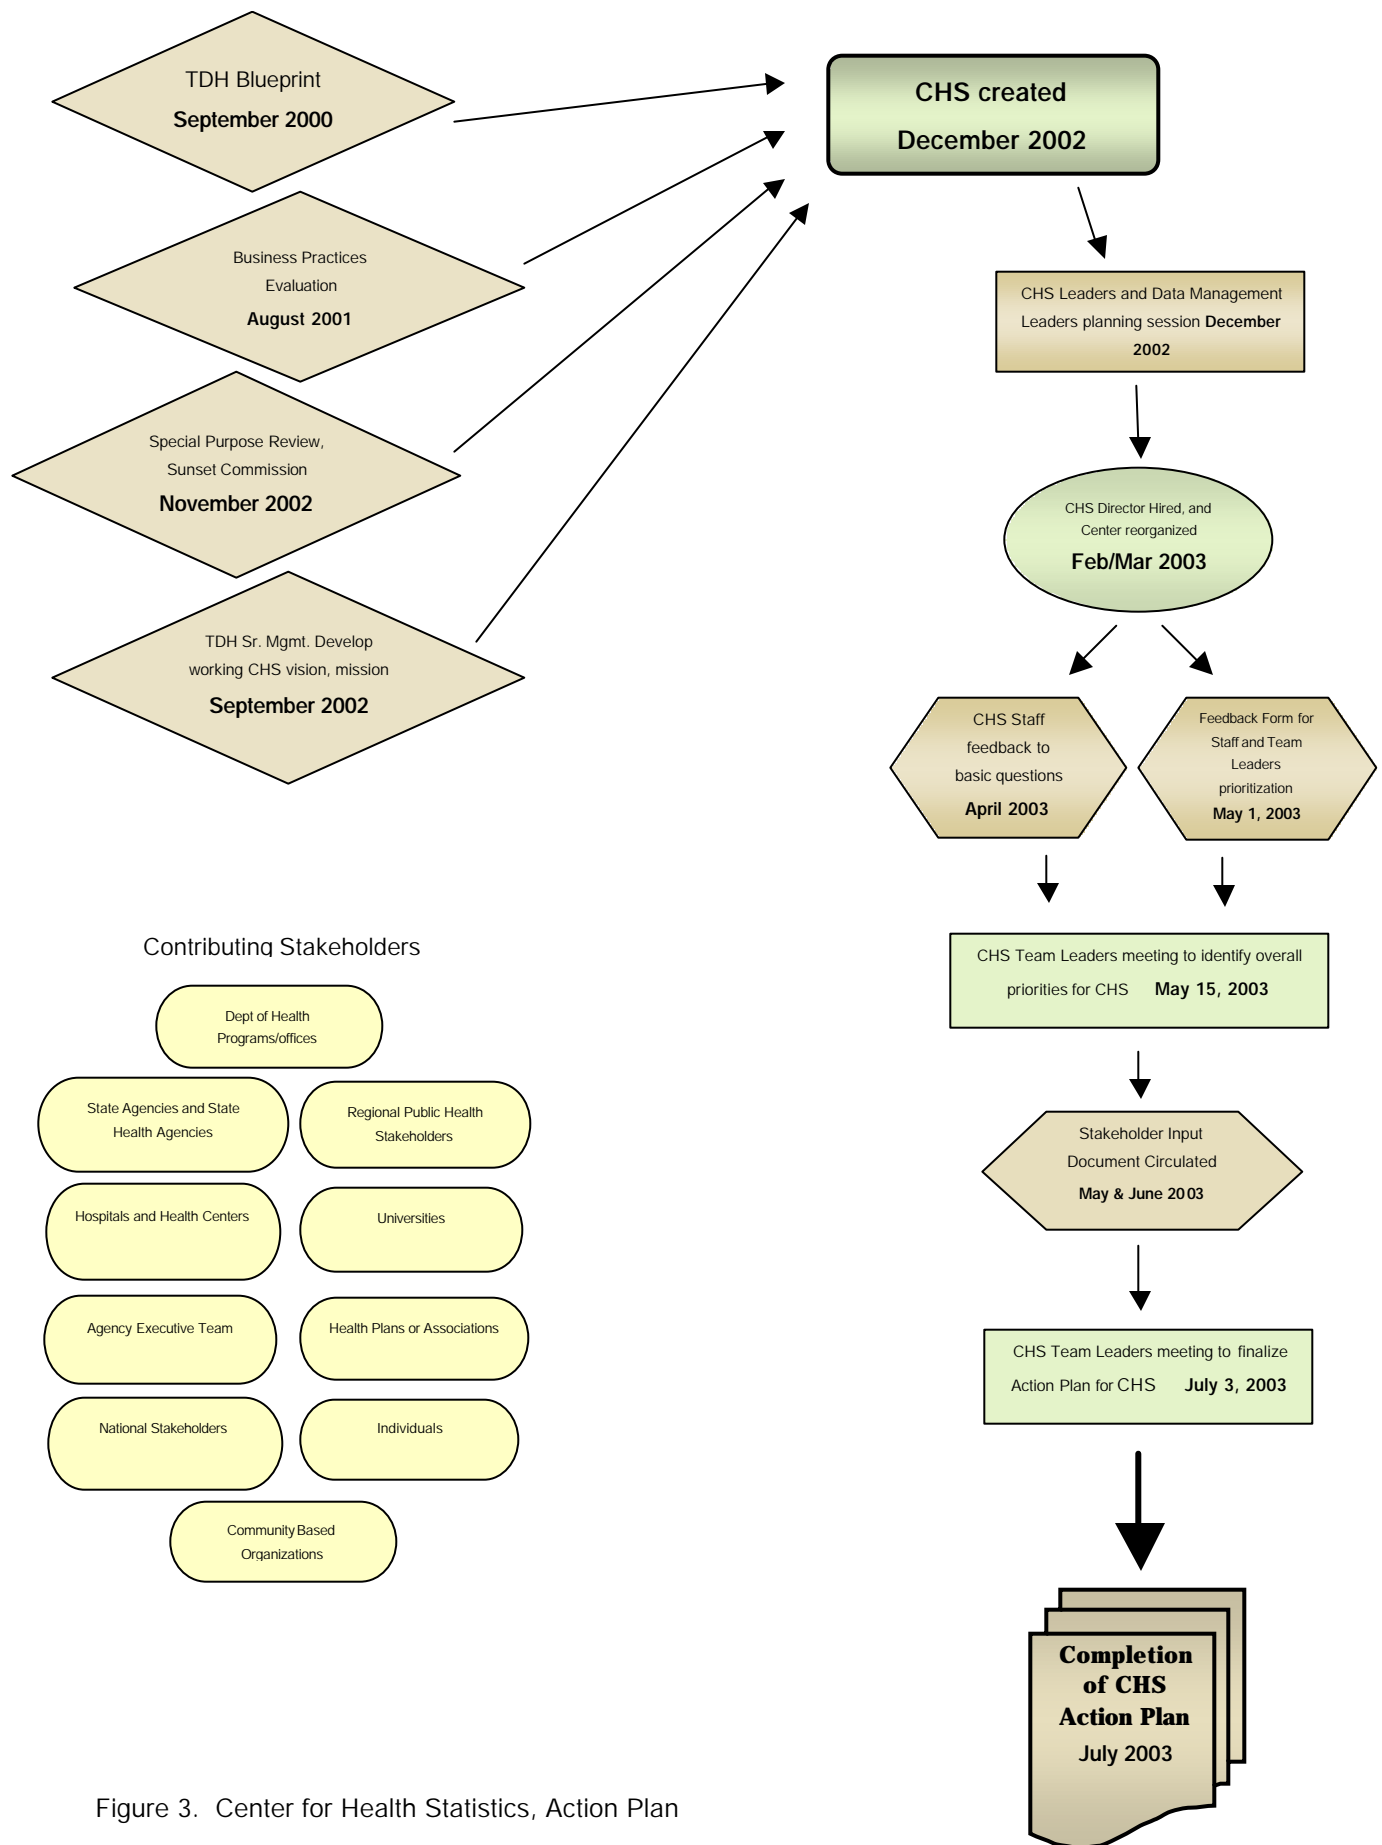 TDH Blueprint
September 2000
Business Practices
Evaluation
August 2001
Special Purpose Review,
Sunset Commission
November 2002
TDH Sr. Mgmt. Develop
working CHS vision, mission
September 2002
CHS created
December 2002
CHS Leaders and Data Management
Leaders planning session December
2002
CHS Director Hired, and
Center reorganized
Feb/Mar 2003
CHS Staff
feedback to
basic questions
April 2003
Feedback Form for
Staff and Team
Leaders
prioritization
May 1, 2003
CHS Team Leaders meeting to identify overall
priorities for CHS May 15, 2003
Stakeholder Input
Document Circulated
May & June 2003
CHS Team Leaders meeting to finalize
Action Plan for CHS July 3, 2003
Completion
of CHS
Action Plan
July 2003
Contributing Stakeholders
Dept of Health
Programs/offices
State Agencies and State
Health Agencies
Regional Public Health
Stakeholders
Hospitals and Health Centers
Universities
Agency Executive Team
Health Plans or Associations
National Stakeholders
Individuals
Community Based
Organizations
Figure 3. Center for Health Statistics, Action Plan